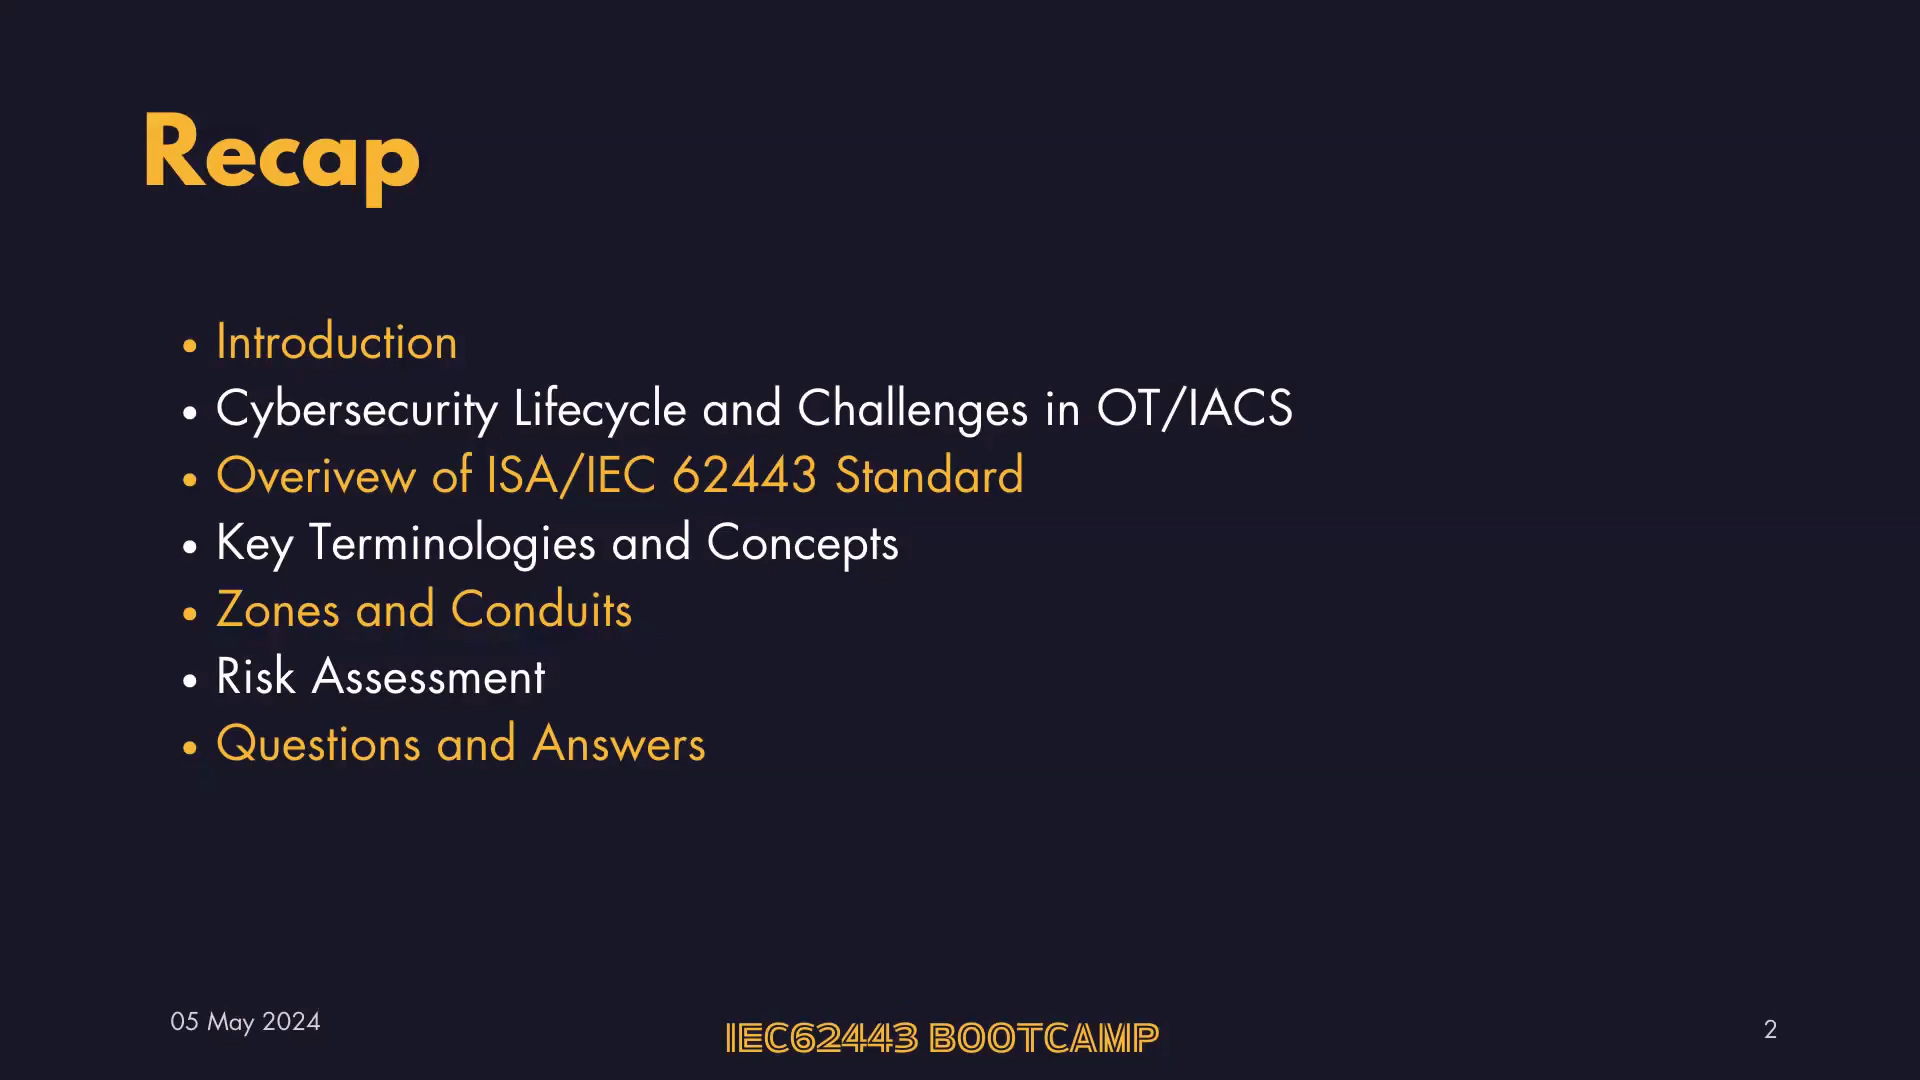 Recap
• Introduction
• Cybersecurity Lifecycle and Challenges in OT/IACS
• Overivew of ISA/IEC 62443 Standard
• Key Terminologies and Concepts
• Zones and Conduits
• Risk Assessment
• Questions and Answers
05 May 2024
IEC62443 BOOTCAMP
2